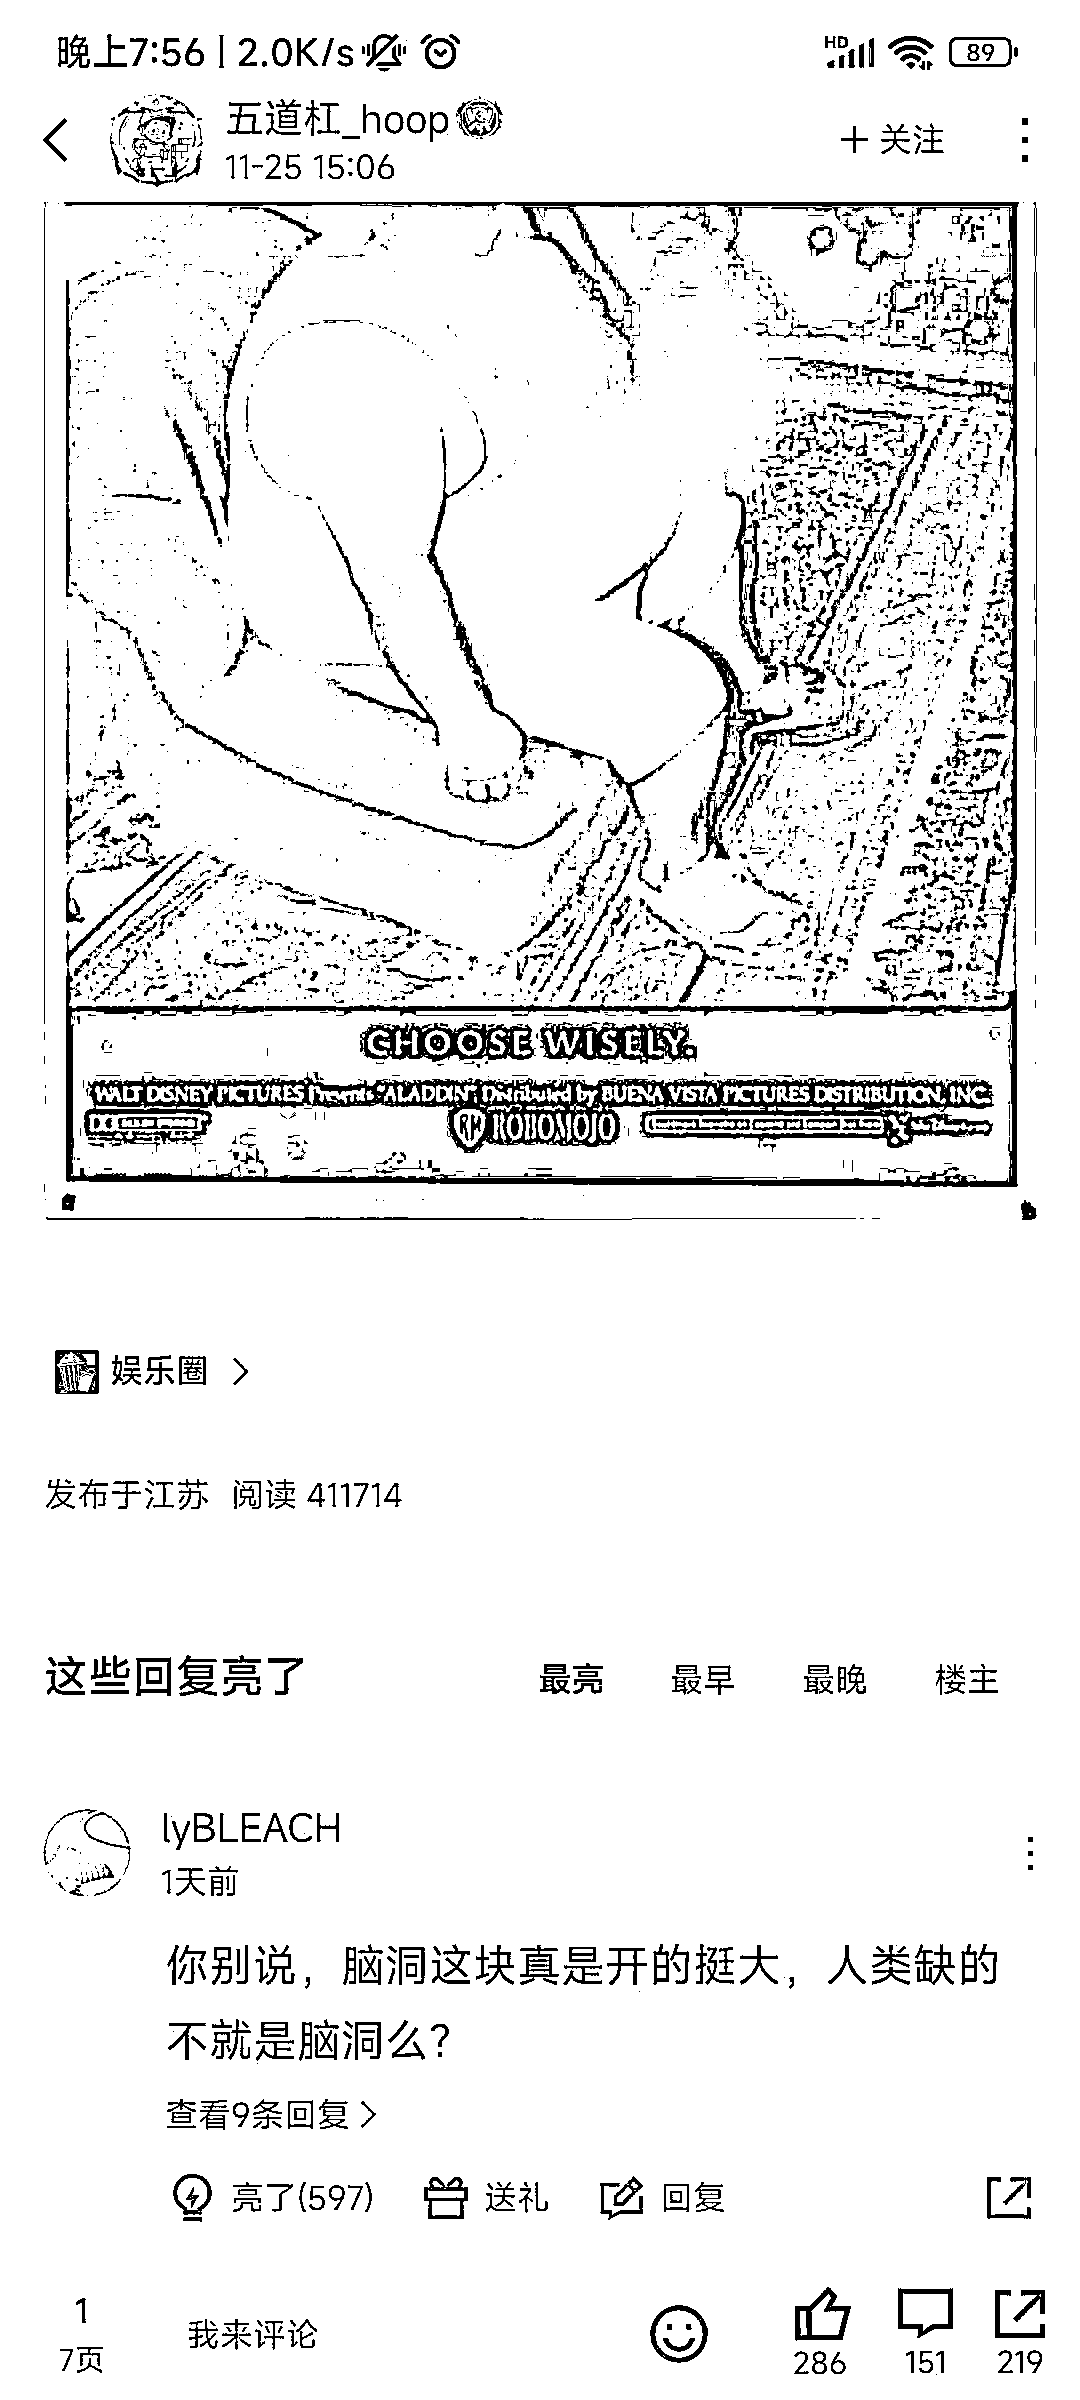 晚上7:56 | 2.0K/s
HD
89
五道杠_hoop
11-25 15:06
+ 关注
CHOOSE WISELY.
WALT DISNEY PICTURES Presents "ALADDIN" Distributed by BUENA VISTA PICTURES DISTRIBUTION, INC.
ROBOMOJO
娱乐圈 >
发布于江苏 阅读 411714
这些回复亮了
最亮 最早 最晚 楼主
lyBLEACH
1天前
你别说，脑洞这块真是开的挺大，人类缺的
不就是脑洞么？
查看9条回复 >
亮了(597) 送礼 回复
1
7页
我来评论
286 151 219